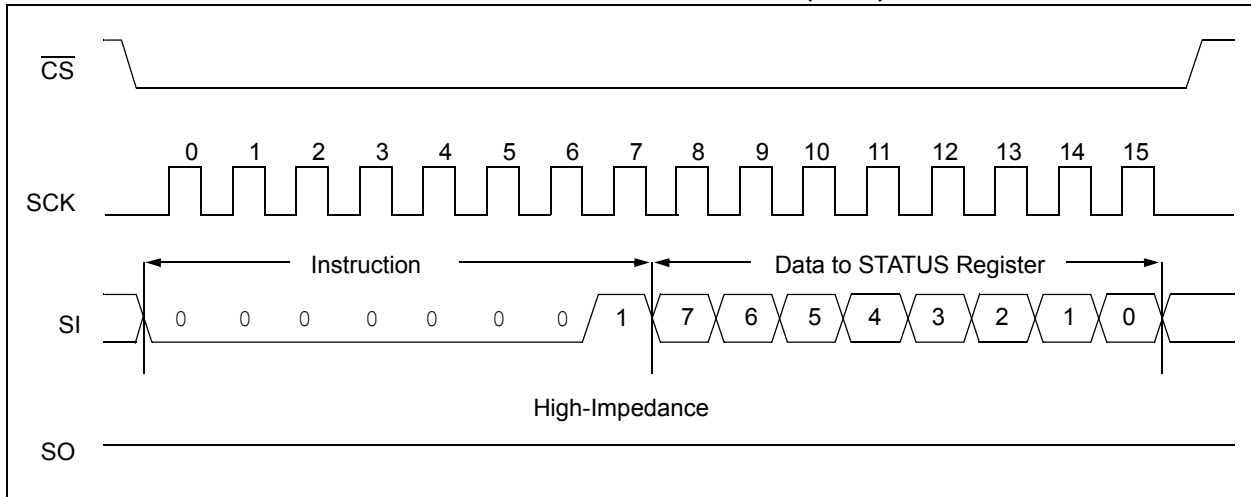 CS
0 1 2 3 4 5 6 7 8 9 10 11 12 13 14 15
SCK
Instruction Data to STATUS Register
SI 0 0 0 0 0 0 0 1 7 6 5 4 3 2 1 0
High-Impedance
SO